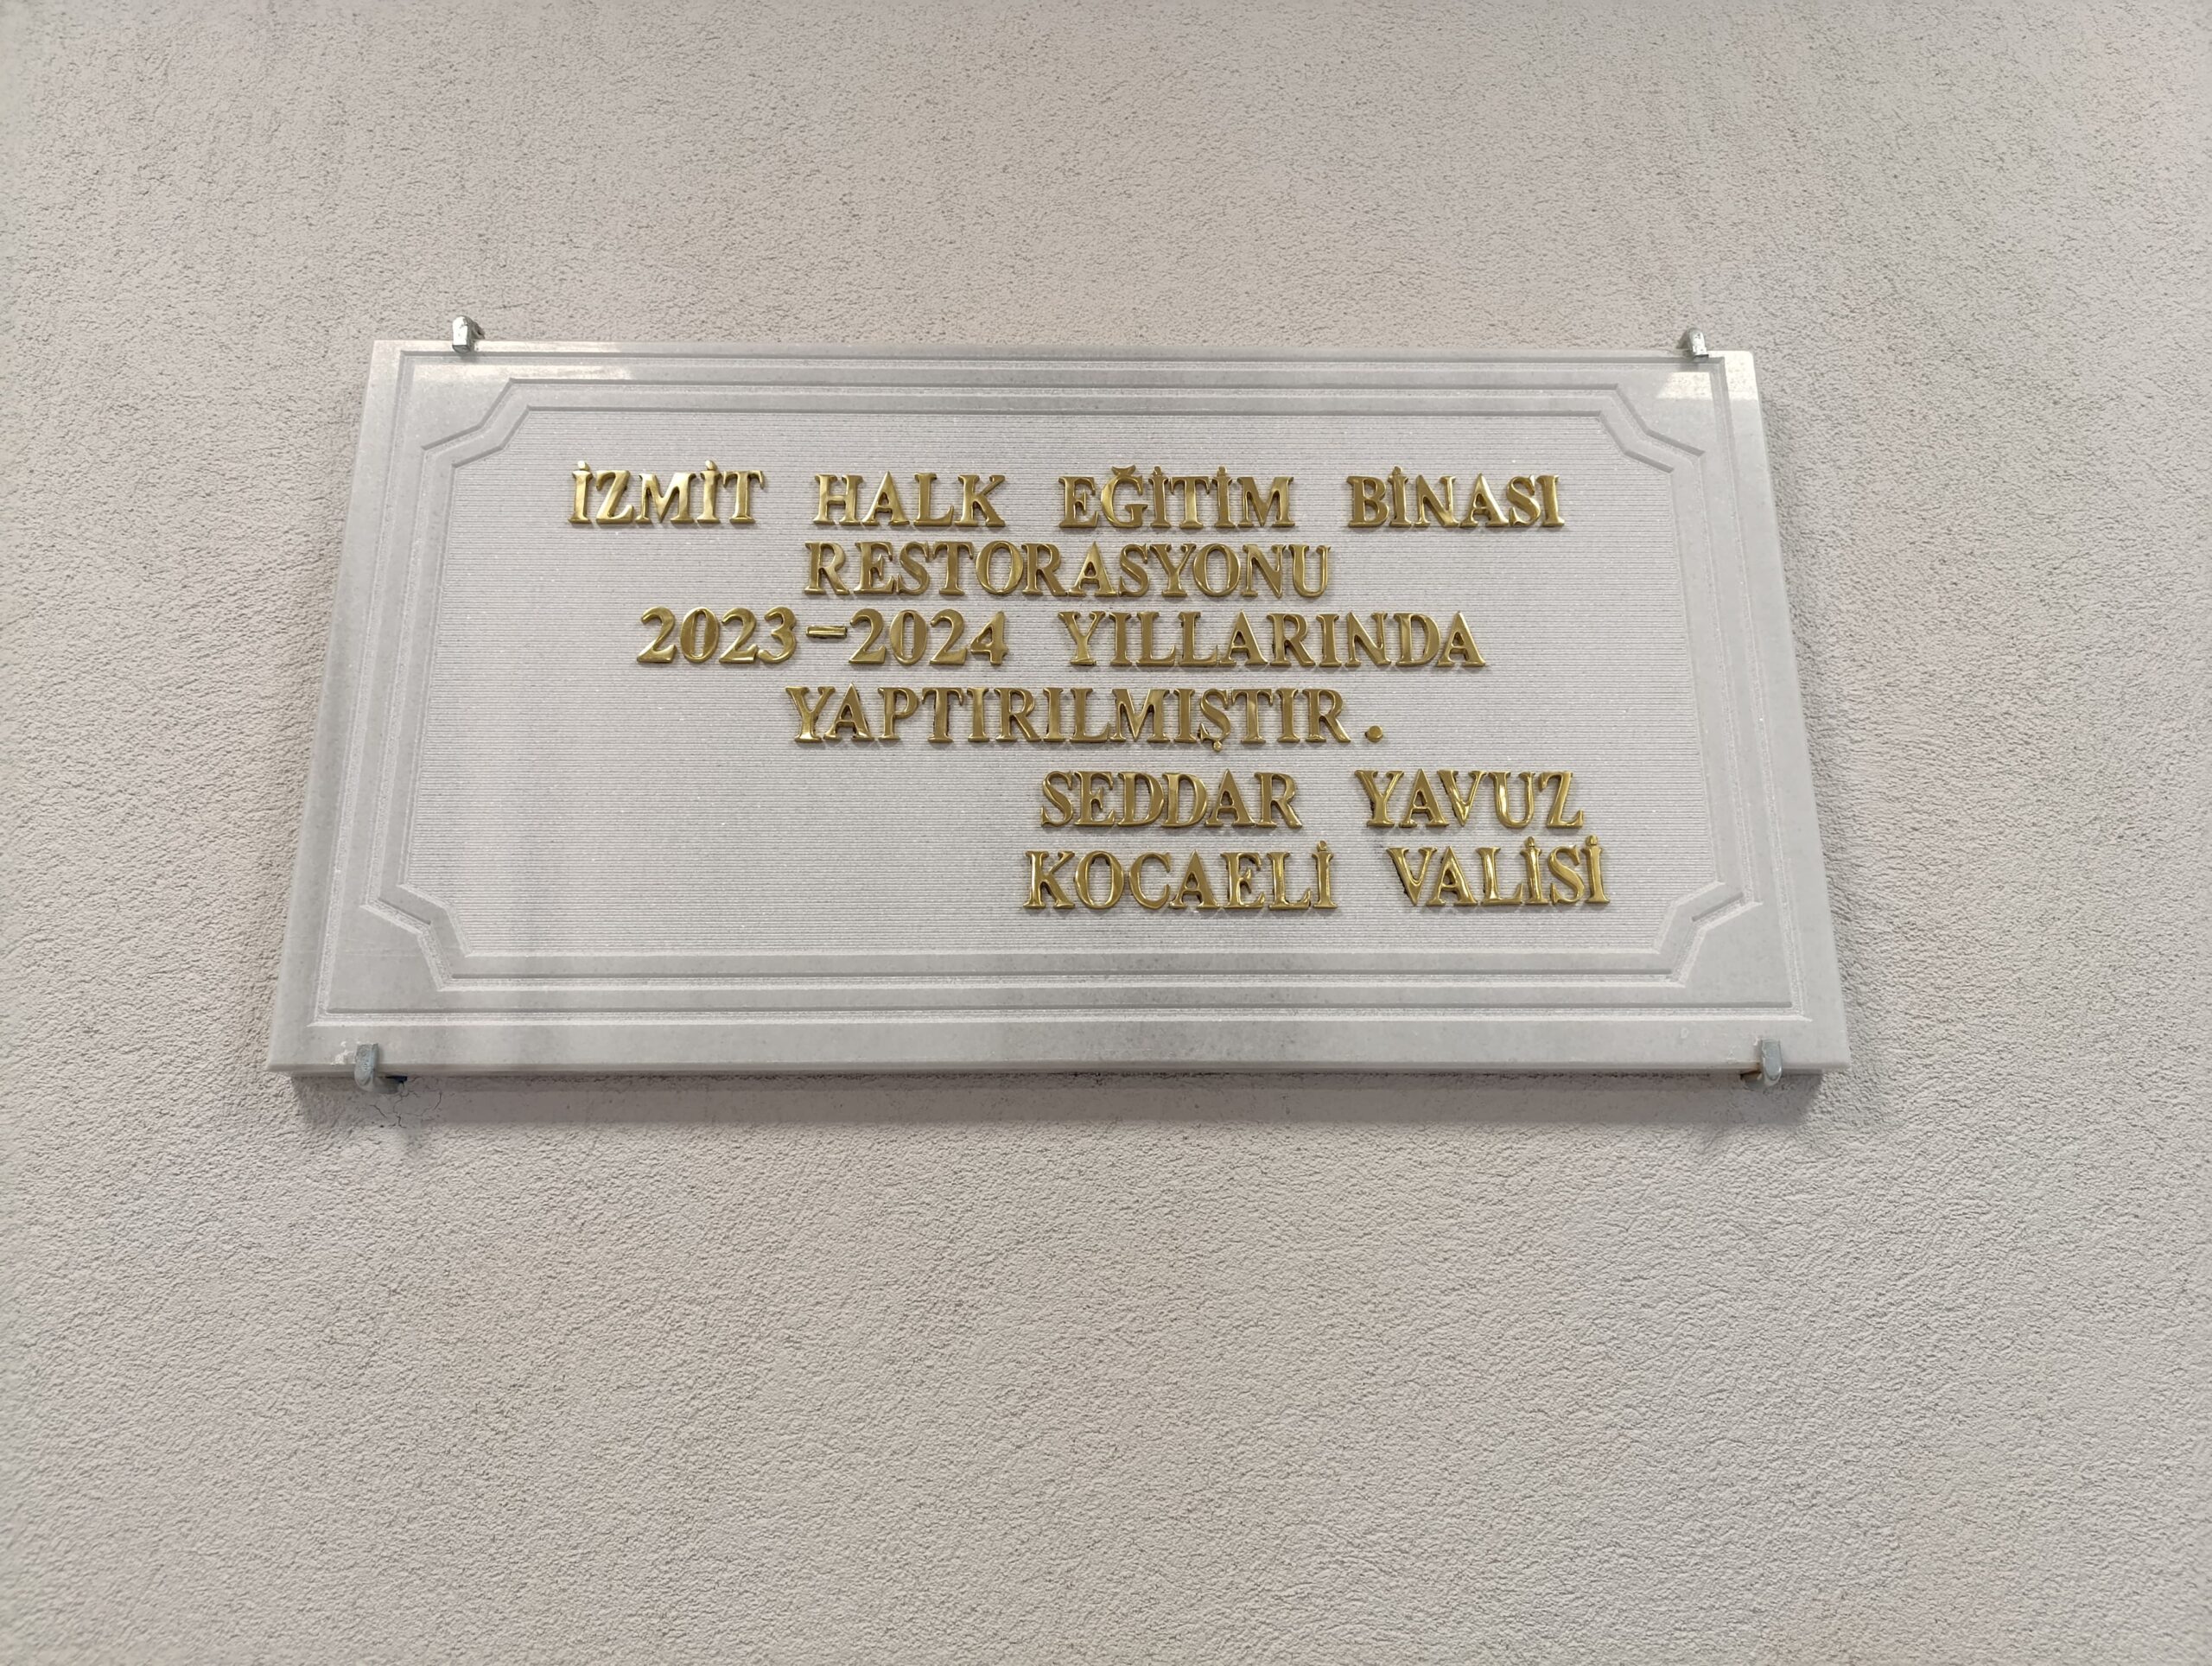 İZMİT HALK EĞİTİM BİNASI
RESTORASYONU
2023-2024 YILLARINDA
YAPTIRILMIŞTIR.
SEDDAR YAVUZ
KOCAELİ VALİSİ